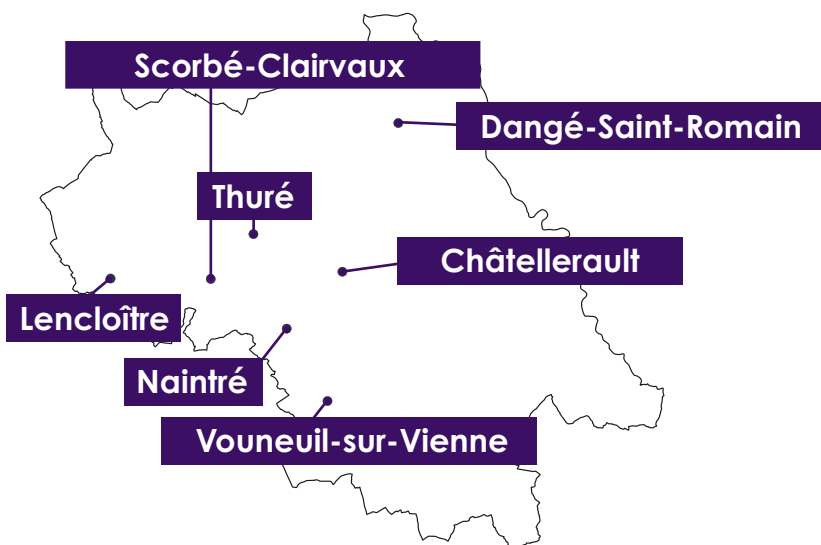 Scorbé-Clairvaux
Dangé-Saint-Romain
Thuré
Châtellerault
Lencloître
Naintré
Vouneuil-sur-Vienne